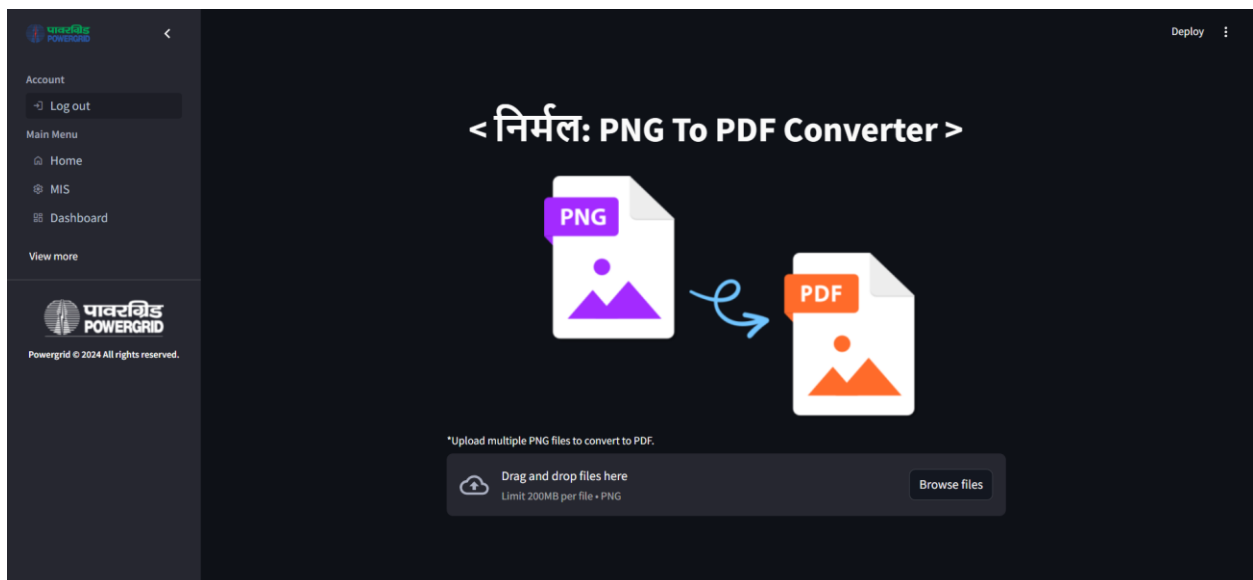 पावरग्रिड
POWERGRID
Account
Log out
Main Menu
Home
MIS
Dashboard
View more
पावरग्रिड
POWERGRID
Powergrid © 2024 All rights reserved.
Deploy
< निर्मल: PNG To PDF Converter >
PNG
PDF
*Upload multiple PNG files to convert to PDF.
Drag and drop files here
Limit 200MB per file • PNG
Browse files